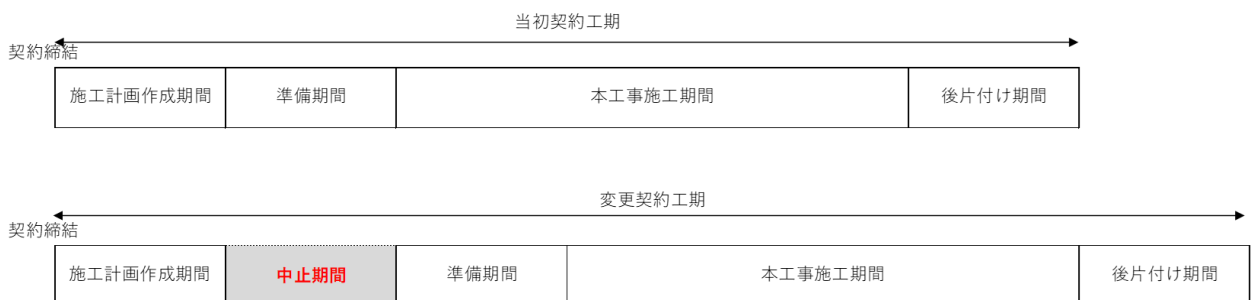 当初契約工期
契約締結
施工計画作成期間 準備期間 本工事施工期間 後片付け期間
変更契約工期
契約締結
施工計画作成期間 中止期間 準備期間 本工事施工期間 後片付け期間